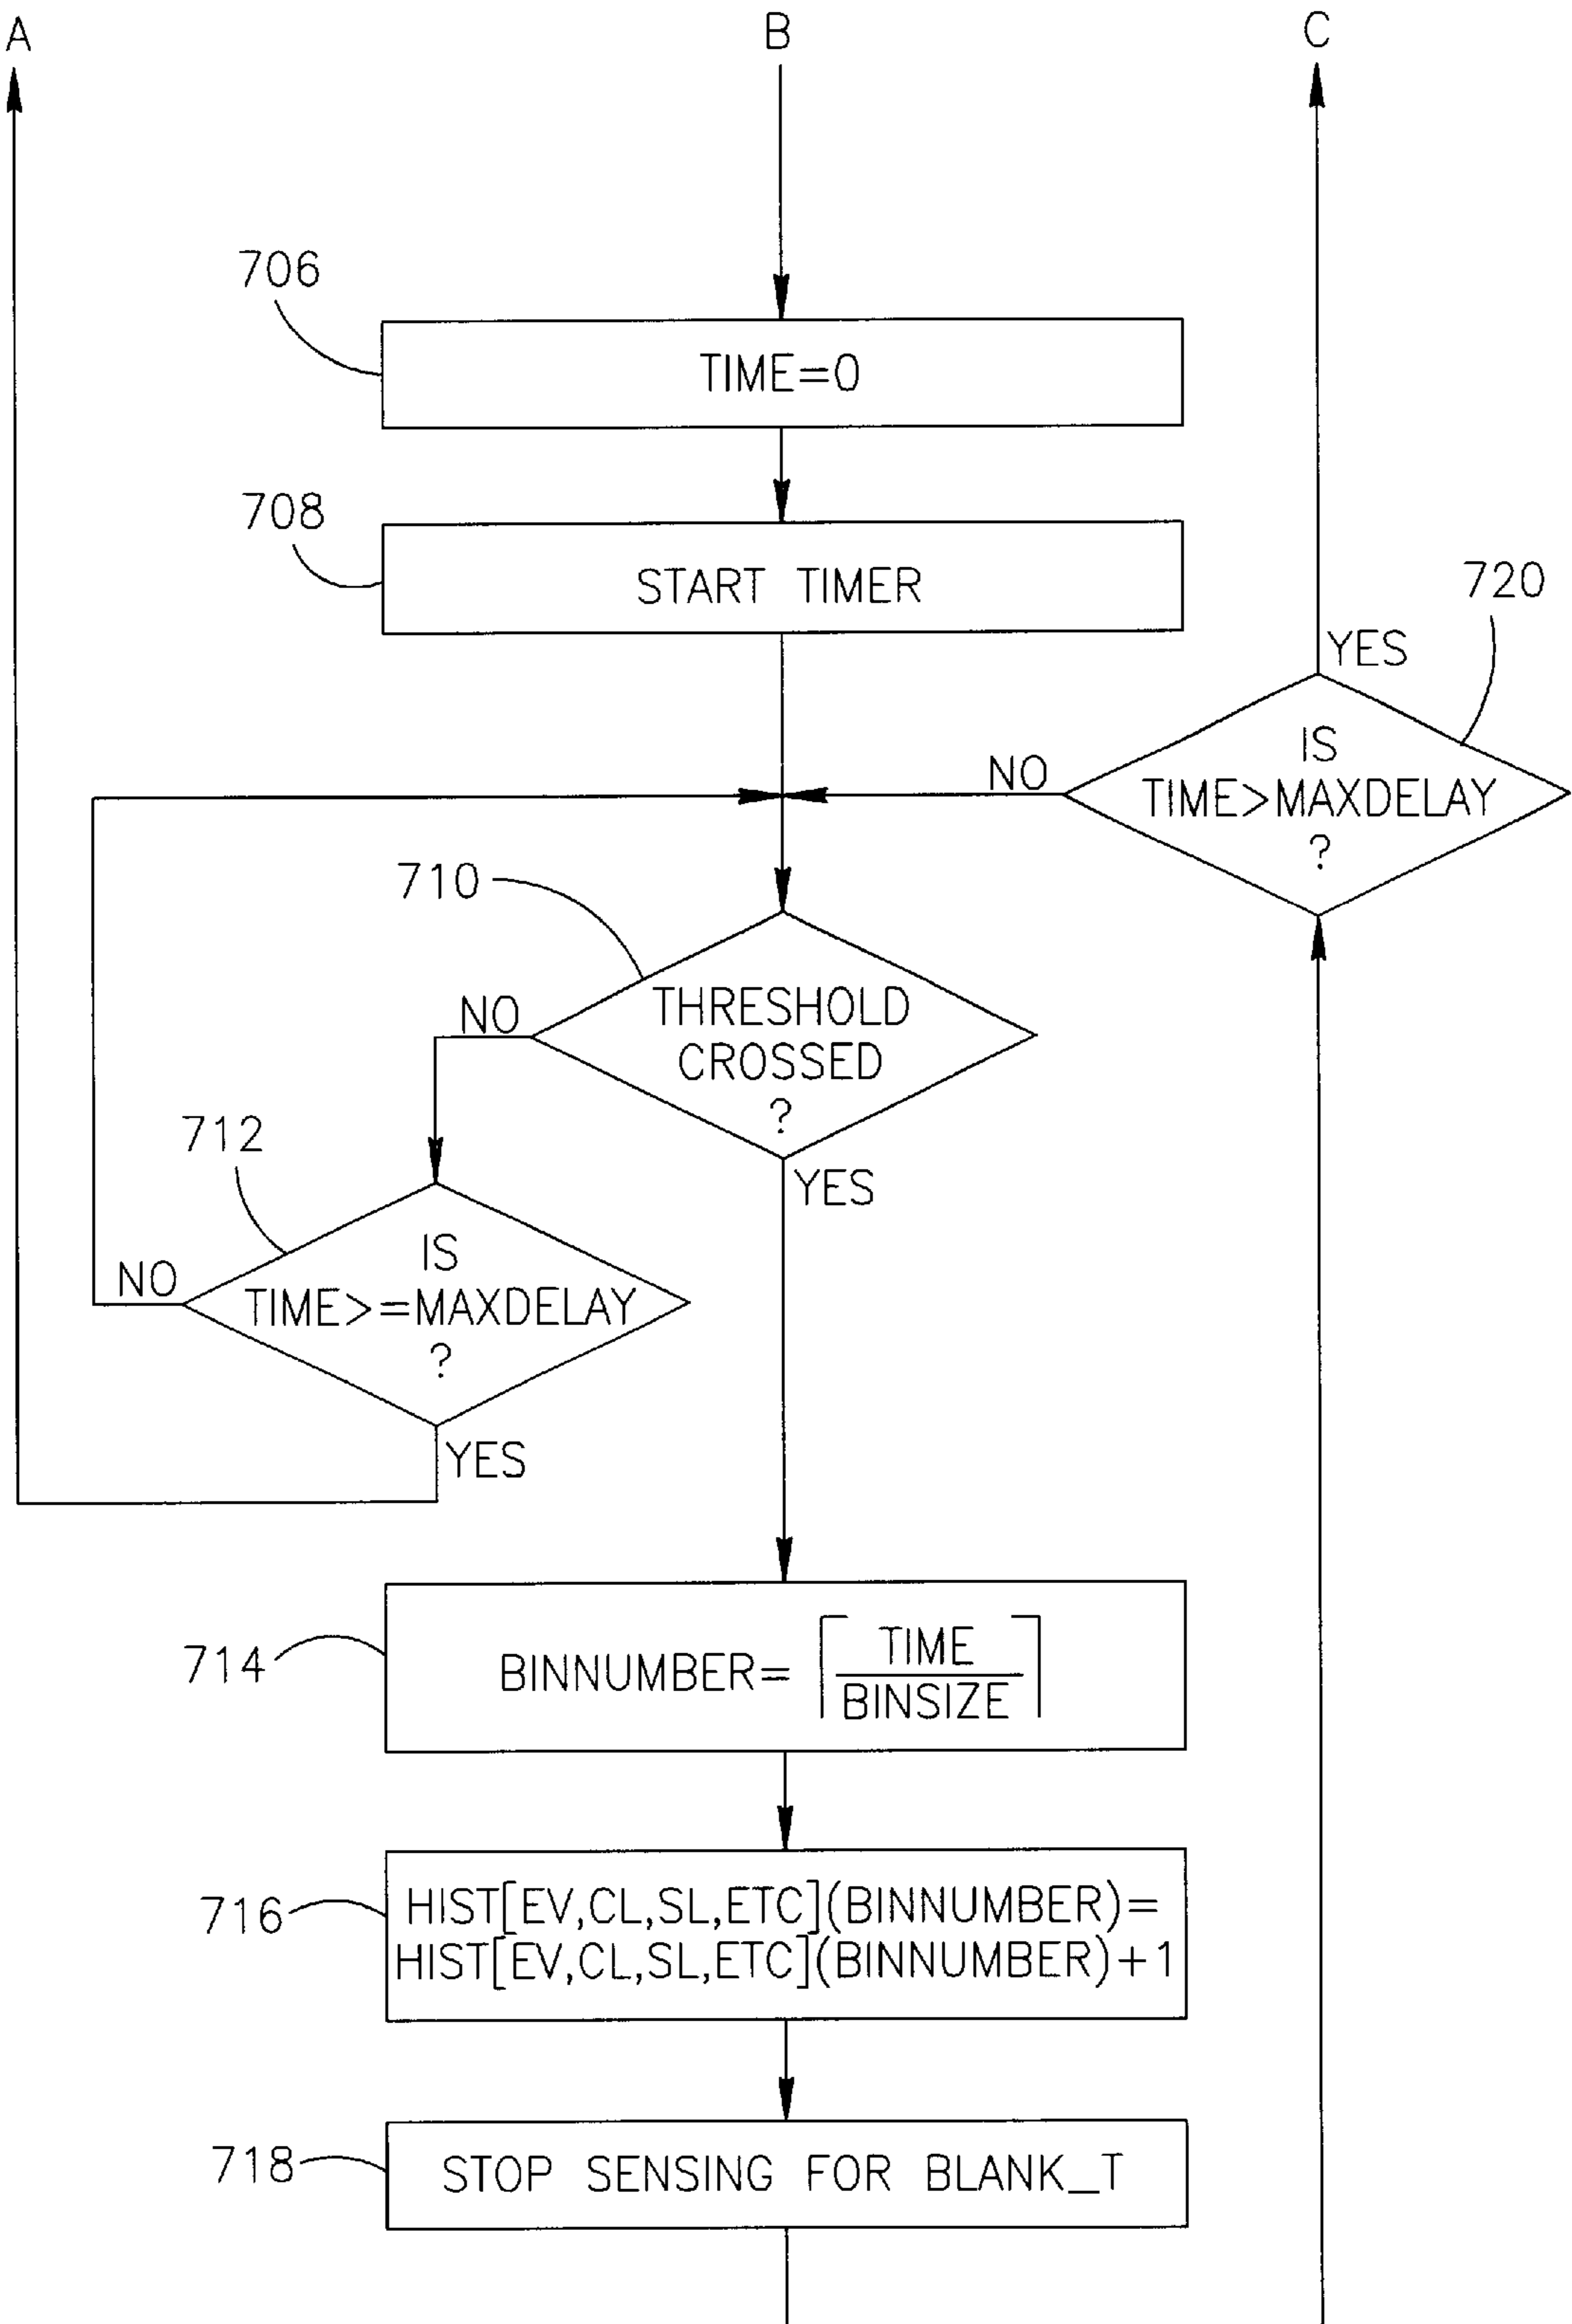 A
B
C
706
TIME=0
708
START TIMER
720
YES
IS
TIME>MAXDELAY
?
NO
710
THRESHOLD
CROSSED
?
NO
YES
712
IS
TIME>=MAXDELAY
?
NO
YES
714
BINNUMBER=⌈TIME
BINSIZE⌉
716
HIST[EV,CL,SL,ETC](BINNUMBER)=
HIST[EV,CL,SL,ETC](BINNUMBER)+1
718
STOP SENSING FOR BLANK_T